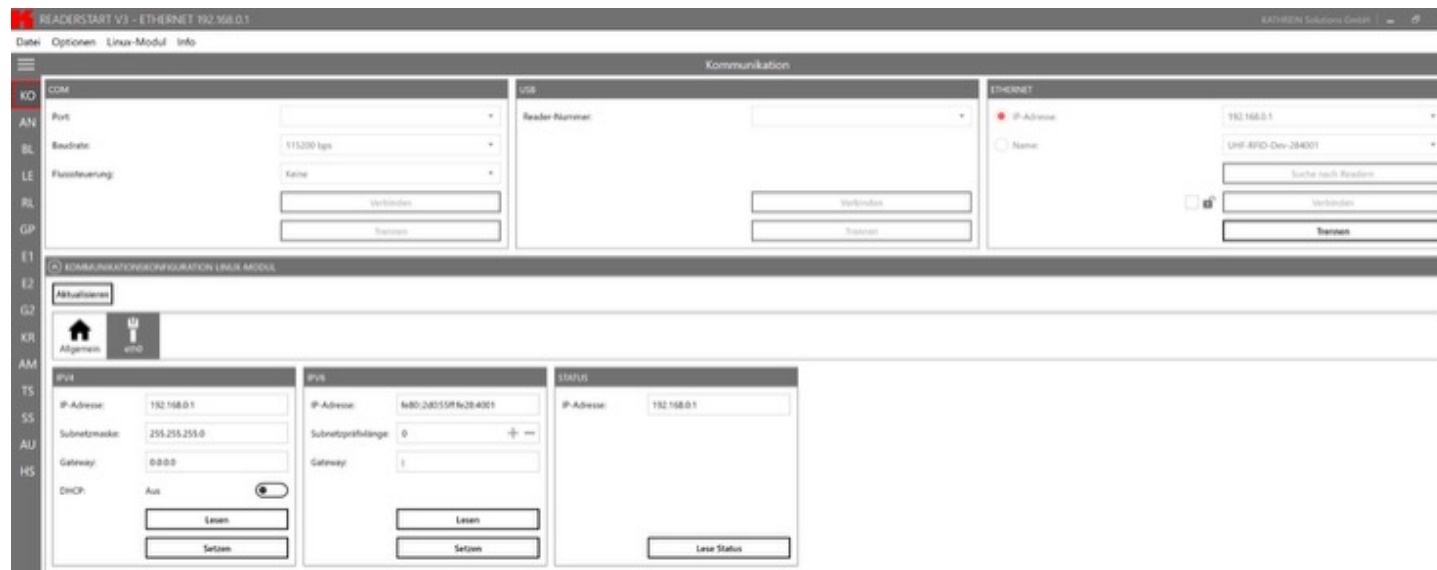 READERSTART V3 - ETHERNET 192.168.0.1
KATHREIN Solutions GmbH
Datei Optionen Linux-Modul Info
Kommunikation
KO
AN
BL
LE
RL
GP
E1
E2
G2
KR
AM
TS
SS
AU
HS
COM
Port:
Baudrate: 115200 bps
Flusssteuerung: Keine
Verbinden
Trennen
USB
Reader-Nummer:
Verbinden
Trennen
ETHERNET
IP-Adresse: 192.168.0.1
Name: UHF-RFID-Dev-284001
Suche nach Readern
Verbinden
Trennen
KOMMUNIKATIONSKONFIGURATION LINUX-MODUL
Aktualisieren
Allgemein eth0
IPV4
IP-Adresse: 192.168.0.1
Subnetzmaske: 255.255.255.0
Gateway: 0.0.0.0
DHCP: Aus
Lesen
Setzen
IPV6
IP-Adresse:
Subnetzpräfixlänge: 0
Gateway:
Lesen
Setzen
STATUS
IP-Adresse: 192.168.0.1
Lese Status